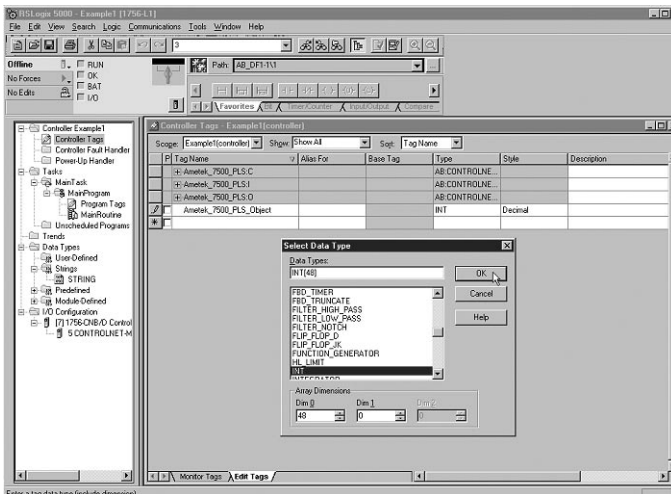 RSLogix 5000 - Example1 [1756-L1]
File Edit View Search Logic Communications Tools Window Help
3
Offline
RUN
No Forces
OK
No Edits
BAT
I/O
Path: AB_DF1-1\1
Favorites
Bit
Timer/Counter
Input/Output
Compare
Controller Example1
Controller Tags
Controller Fault Handler
Power-Up Handler
Tasks
MainTask
MainProgram
Program Tags
MainRoutine
Unscheduled Programs
Trends
Data Types
User-Defined
Strings
STRING
Predefined
Module-Defined
I/O Configuration
[7] 1756-CNB/D Control
5 CONTROLNET-M
Controller Tags - Example1(controller)
Scope: Example1(controller) Show: Show All Sort: Tag Name
P Tag Name Alias For Base Tag Type Style Description
Ametek_7500_PLS:C AB:CONTROLNE...
Ametek_7500_PLS:I AB:CONTROLNE...
Ametek_7500_PLS:O AB:CONTROLNE...
Ametek_7500_PLS_Object INT Decimal
Select Data Type
Data Types:
INT[48]
OK
Cancel
Help
FBD_TIMER
FBD_TRUNCATE
FILTER_HIGH_PASS
FILTER_LOW_PASS
FILTER_NOTCH
FLIP_FLOP_D
FLIP_FLOP_JK
FUNCTION_GENERATOR
HL_LIMIT
INT
INTEGRATOR
Array Dimensions
Dim 0 Dim 1 Dim 2
48 0 0
Monitor Tags Edit Tags
Enter a tag data type (include dimension)